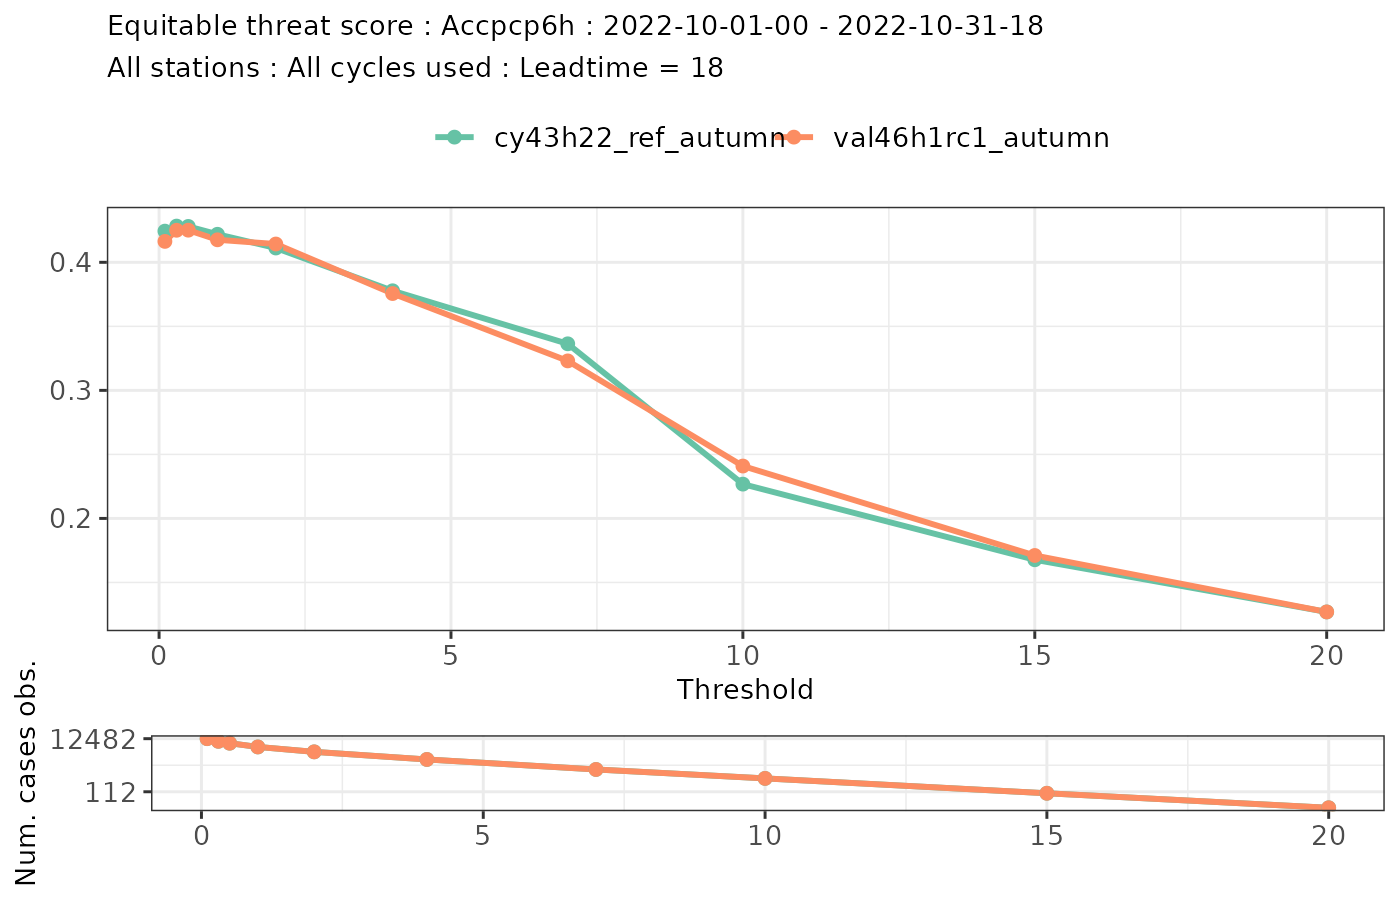 Equitable threat score : Accpcp6h : 2022-10-01-00 - 2022-10-31-18
All stations : All cycles used : Leadtime = 18
cy43h22_ref_autumn val46h1rc1_autumn
0.4
0.3
0.2
0 5 10 15 20
Threshold
Num. cases obs.
12482
112
0 5 10 15 20